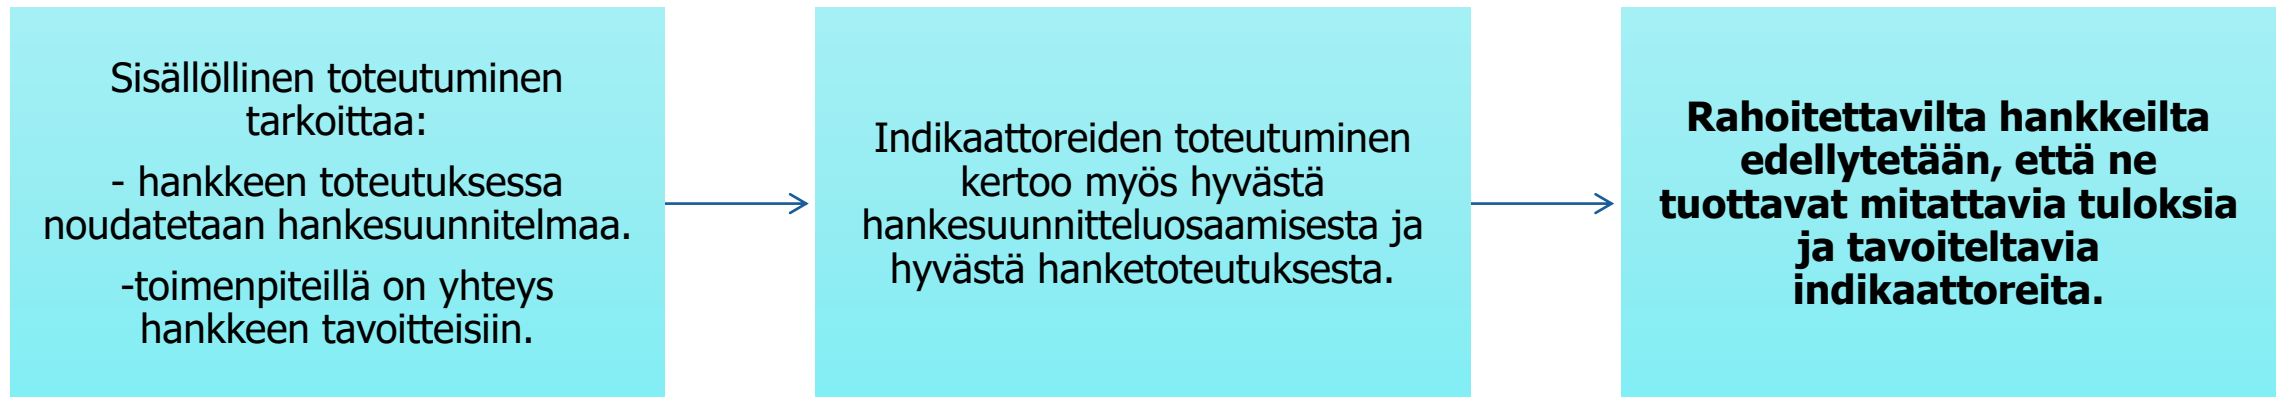 Sisällöllinen toteutuminen
tarkoittaa:
- hankkeen toteutuksessa
noudatetaan hankesuunnitelmaa.
-toimenpiteillä on yhteys
hankkeen tavoitteisiin.
Indikaattoreiden toteutuminen
kertoo myös hyvästä
hankesuunnitteluosaamisesta ja
hyvästä hanketoteutuksesta.
Rahoitettavilta hankkeilta
edellytetään, että ne
tuottavat mitattavia tuloksia
ja tavoiteltavia
indikaattoreita.